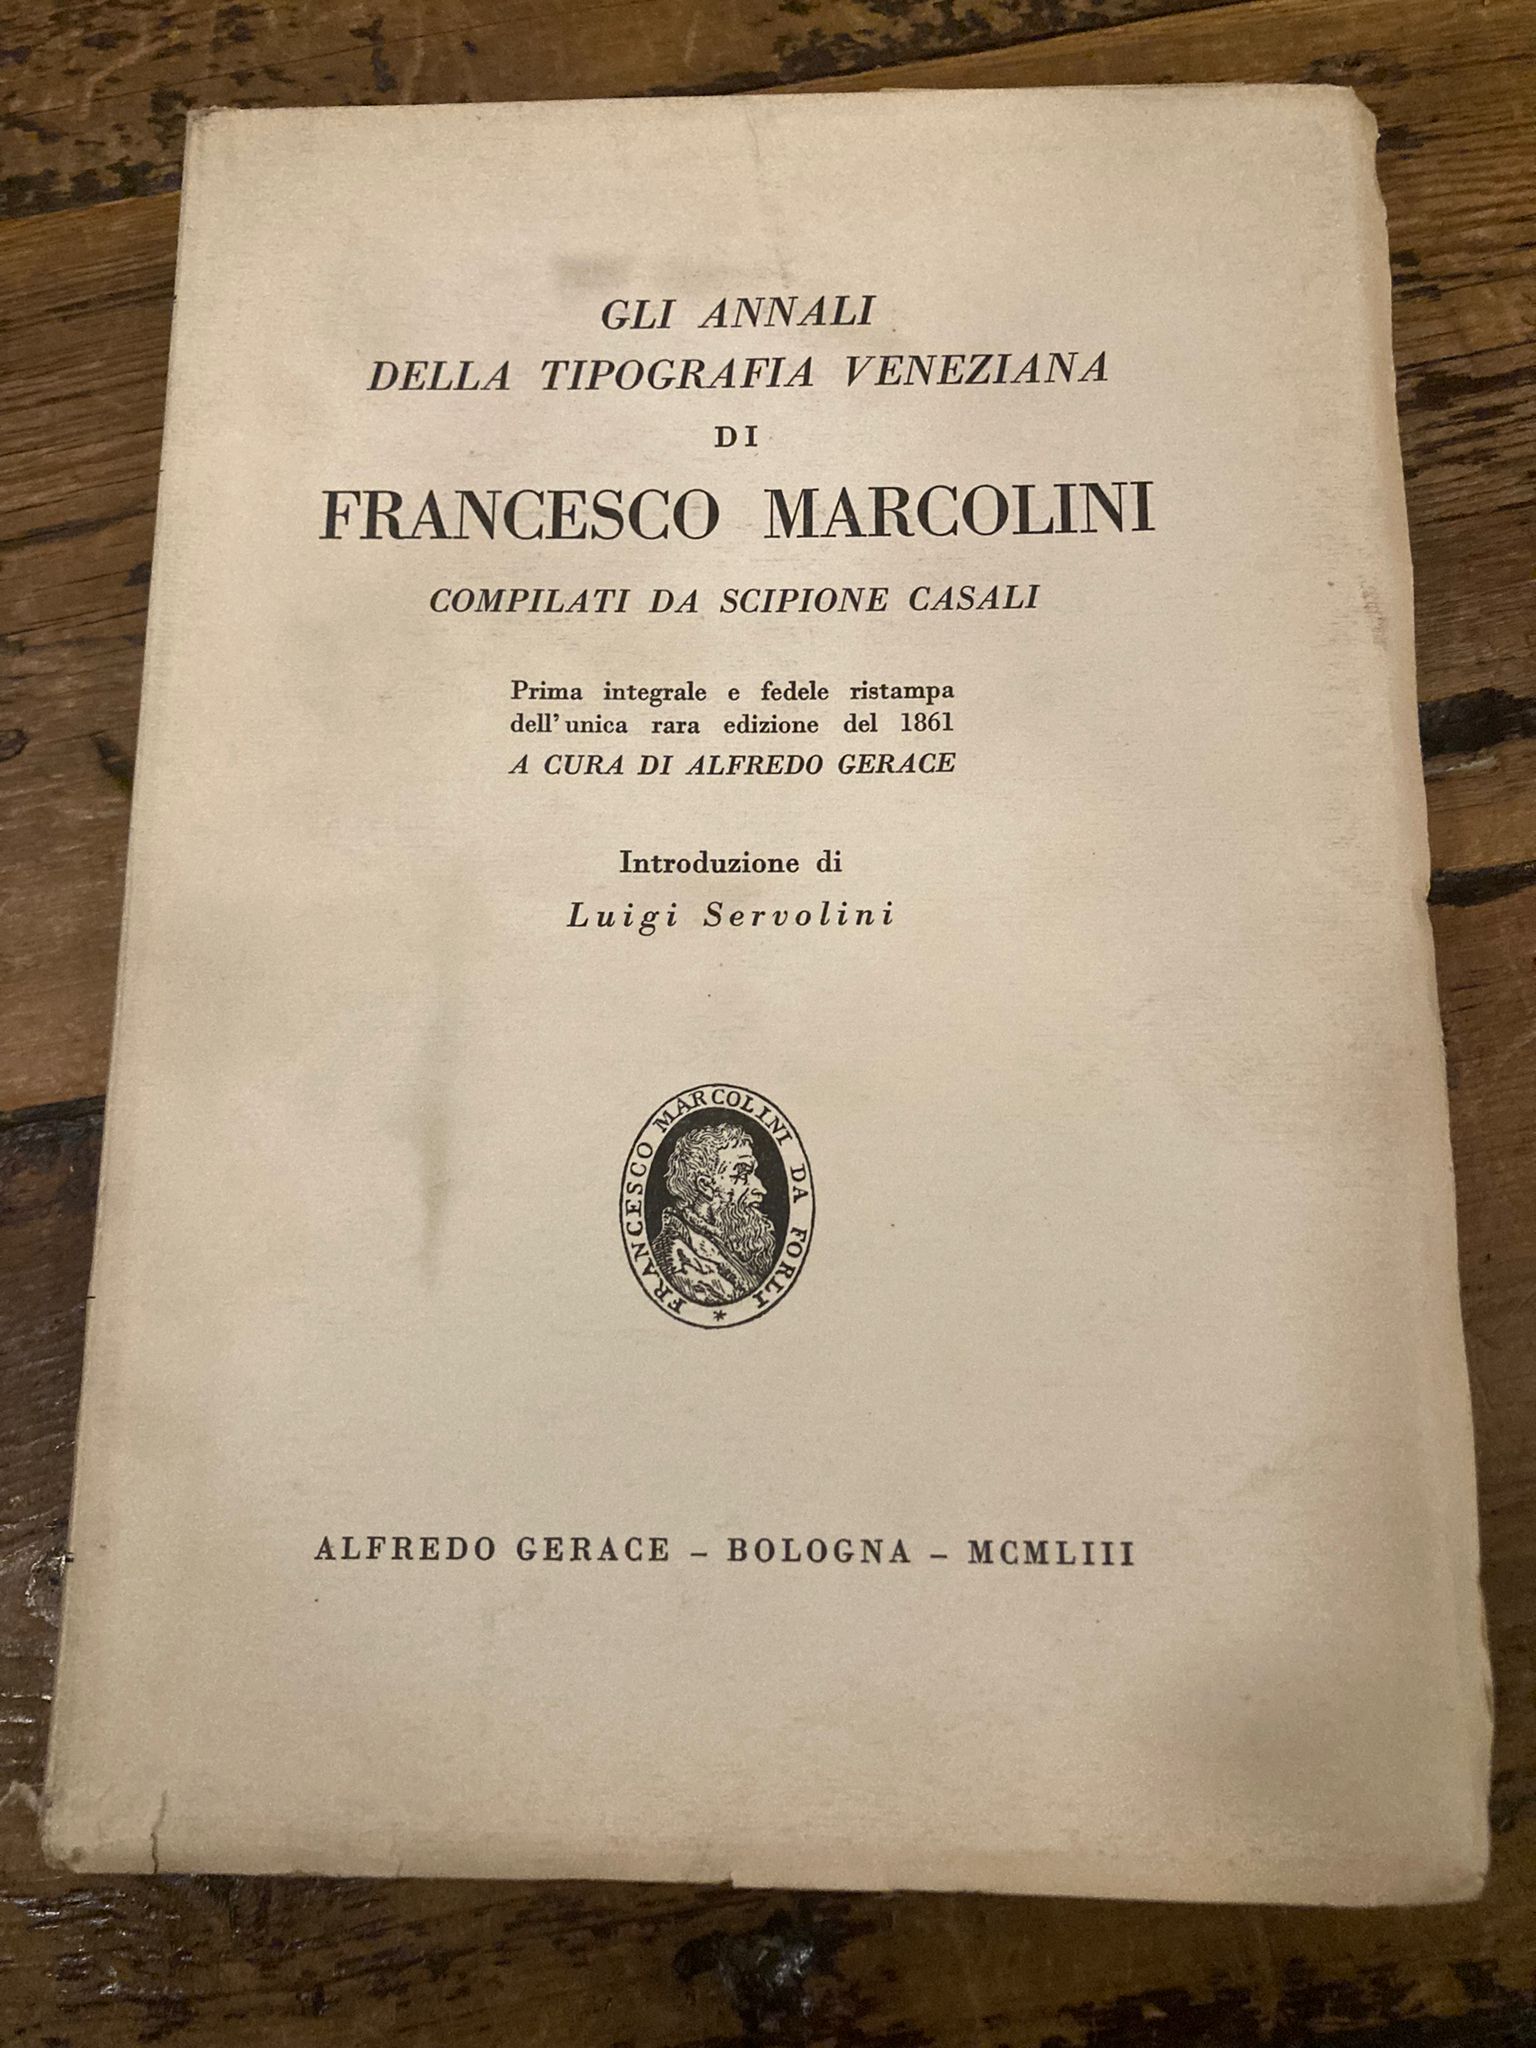 GLI ANNALI
DELLA TIPOGRAFIA VENEZIANA
DI
FRANCESCO MARCOLINI
COMPILATI DA SCIPIONE CASALI
Prima integrale e fedele ristampa
dell'unica rara edizione del 1861
A CURA DI ALFREDO GERACE
Introduzione di
Luigi Servolini
FRANCESCO MARCOLINI DA FORLI *
ALFREDO GERACE – BOLOGNA – MCMLIII